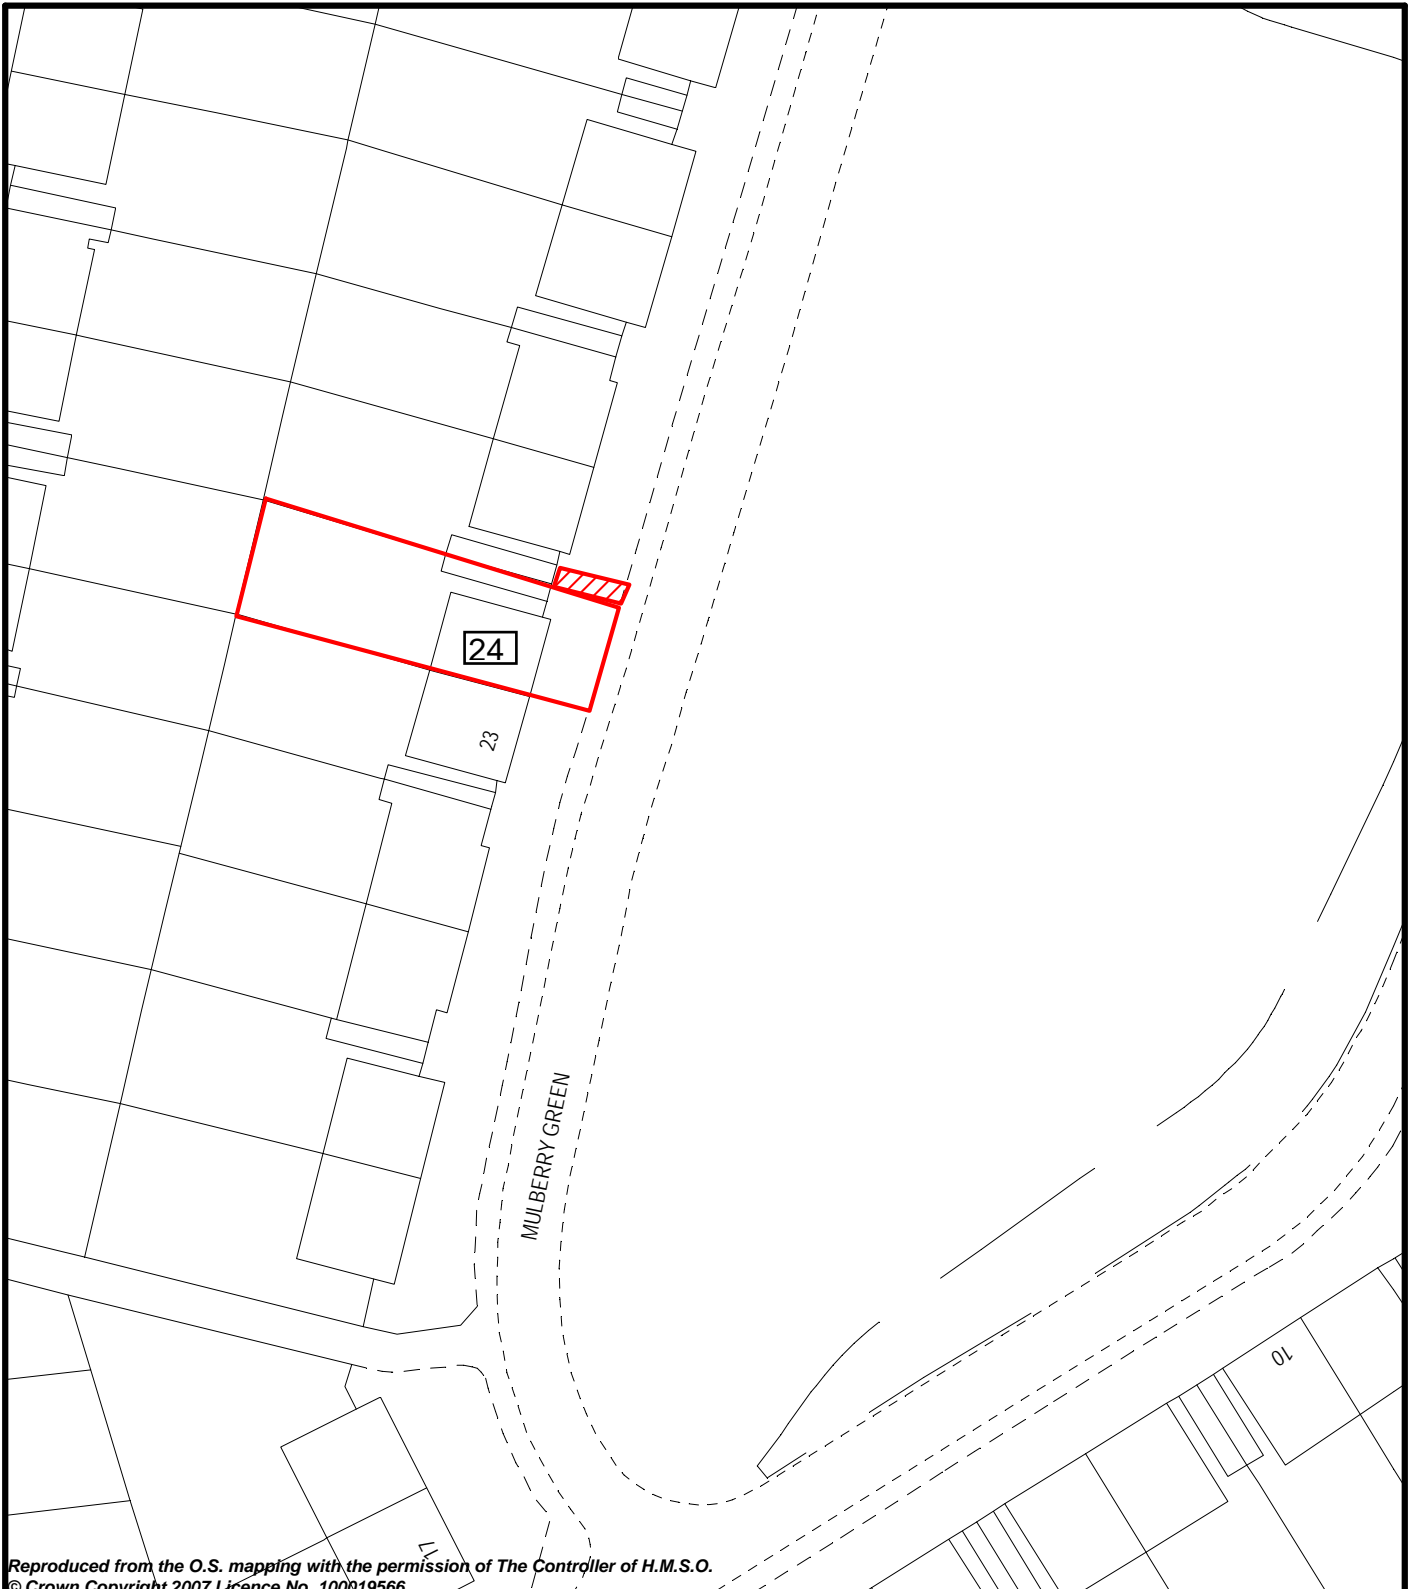 24
23
MULBERRY GREEN
10
17
Reproduced from the O.S. mapping with the permission of The Controller of H.M.S.O.
© Crown Copyright 2007 Licence No. 100019566